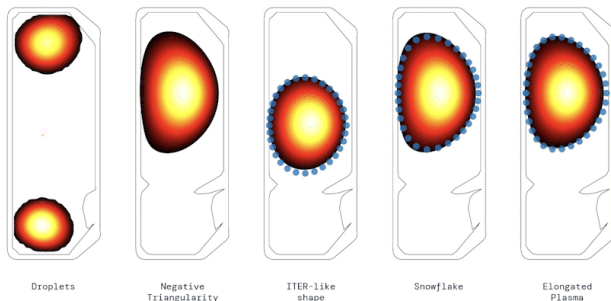 Droplets
Negative
Triangularity
ITER-like
shape
Snowflake
Elongated
Plasma